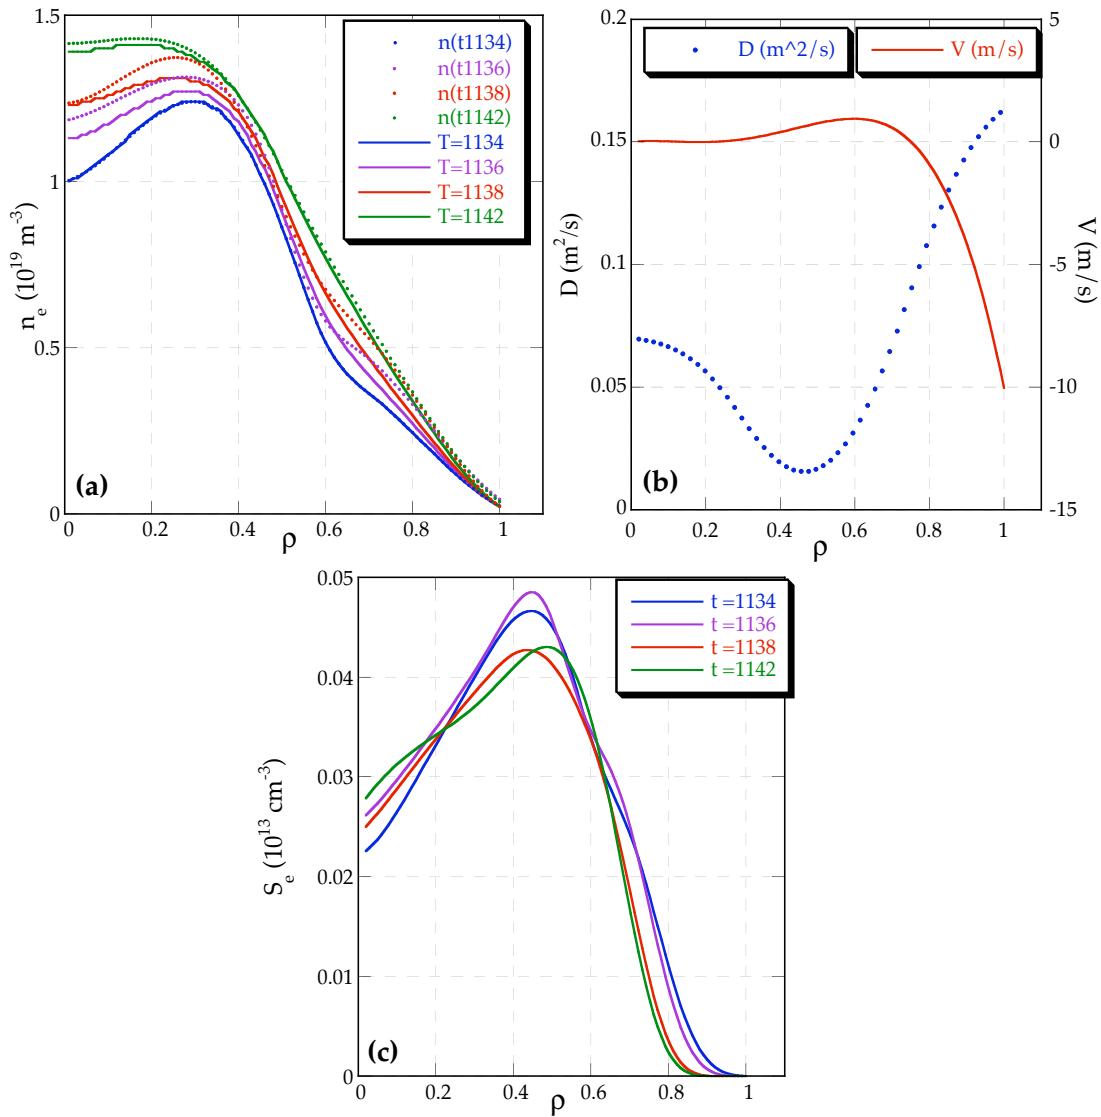 1.5
1
0.5
0
n_e (10^19 m^-3)
n(t1134)
n(t1136)
n(t1138)
n(t1142)
T=1134
T=1136
T=1138
T=1142
(a)
0 0.2 0.4 0.6 0.8 1
ρ
0.2
0.15
0.1
0.05
0
D (m^2/s)
D (m^^2/s)
V (m/s)
5
0
-5
-10
-15
V (m/s)
(b)
0 0.2 0.4 0.6 0.8 1
ρ
0.05
0.04
0.03
0.02
0.01
0
S_e (10^13 cm^-3)
t =1134
t =1136
t =1138
t =1142
(c)
0 0.2 0.4 0.6 0.8 1
ρ